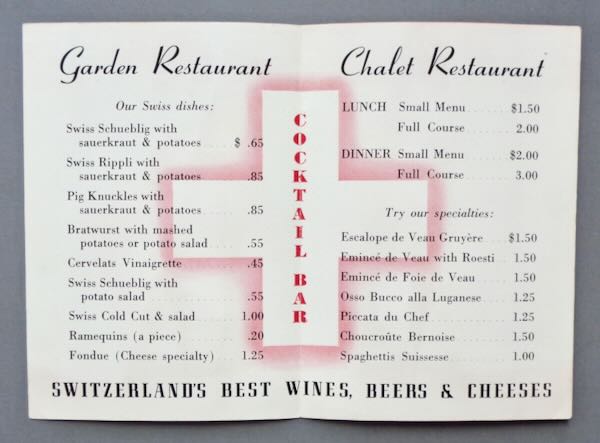 Garden Restaurant
Our Swiss dishes:
Swiss Schueblig with
sauerkraut & potatoes $ .65
Swiss Rippli with
sauerkraut & potatoes .85
Pig Knuckles with
sauerkraut & potatoes .85
Bratwurst with mashed
potatoes or potato salad .55
Cervelats Vinaigrette .45
Swiss Schueblig with
potato salad .55
Swiss Cold Cut & salad 1.00
Ramequins (a piece) .20
Fondue (Cheese specialty) 1.25
COCKTAIL BAR
Chalet Restaurant
LUNCH Small Menu $1.50
Full Course 2.00
DINNER Small Menu $2.00
Full Course 3.00
Try our specialties:
Escalope de Veau Gruyère $1.50
Emincé de Veau with Roesti 1.50
Emincé de Foie de Veau 1.50
Osso Bucco alla Luganese 1.25
Piccata du Chef 1.25
Choucroûte Bernoise 1.50
Spaghettis Suissesse 1.00
SWITZERLAND'S BEST WINES, BEERS & CHEESES